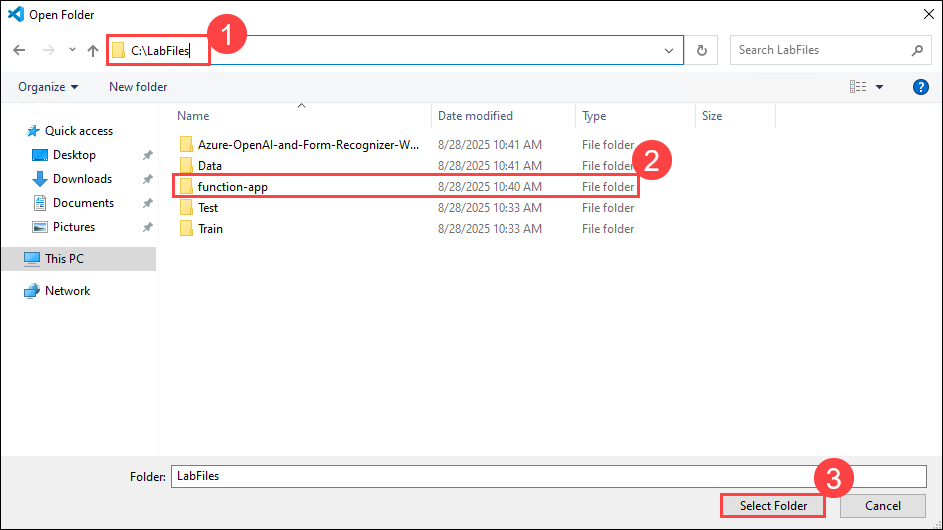 Open Folder
1
C:\LabFiles
Search LabFiles
Organize
New folder
?
Name
Date modified
Type
Size
Quick access
Desktop
Downloads
Documents
Pictures
This PC
Network
Azure-OpenAI-and-Form-Recognizer-W... 8/28/2025 10:41 AM File folder
Data 8/28/2025 10:41 AM File folder
2
function-app 8/28/2025 10:40 AM File folder
Test 8/28/2025 10:33 AM File folder
Train 8/28/2025 10:33 AM File folder
Folder: LabFiles
3
Select Folder
Cancel